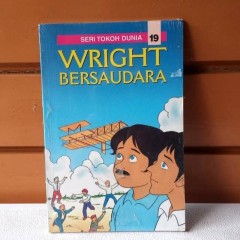 SERI TOKOH DUNIA 19
WRIGHT
BERSAUDARA